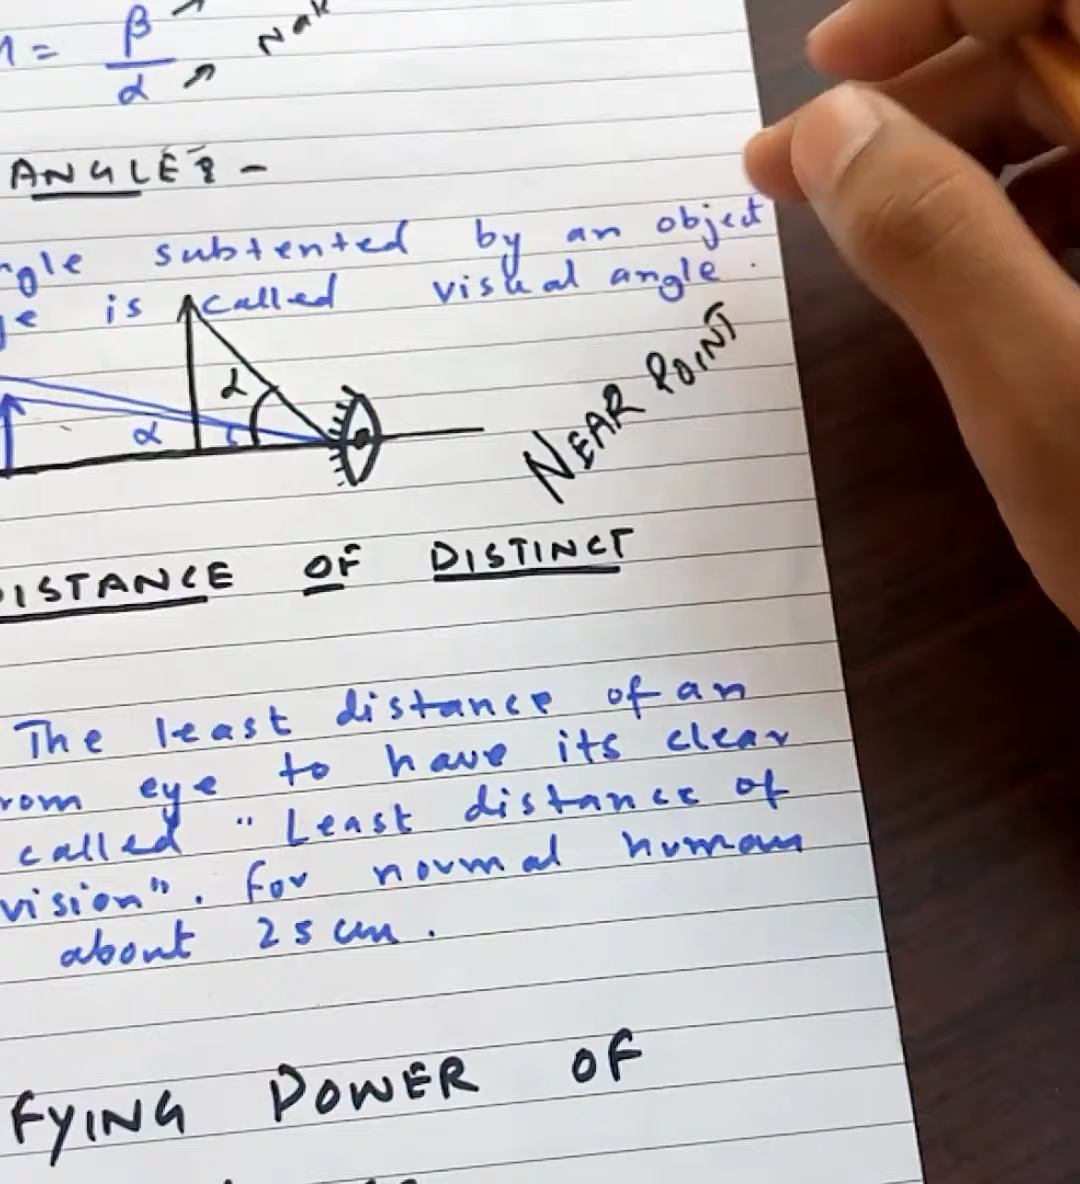 = β
α
ANGLE? -
subtented by an object
is called visual angle.
α
α
NEAR POINT
DISTANCE OF DISTINCT
The least distance of an
eye to have its clear
called "Least distance of
vision". For normal human
about 25 cm.
FYING POWER OF